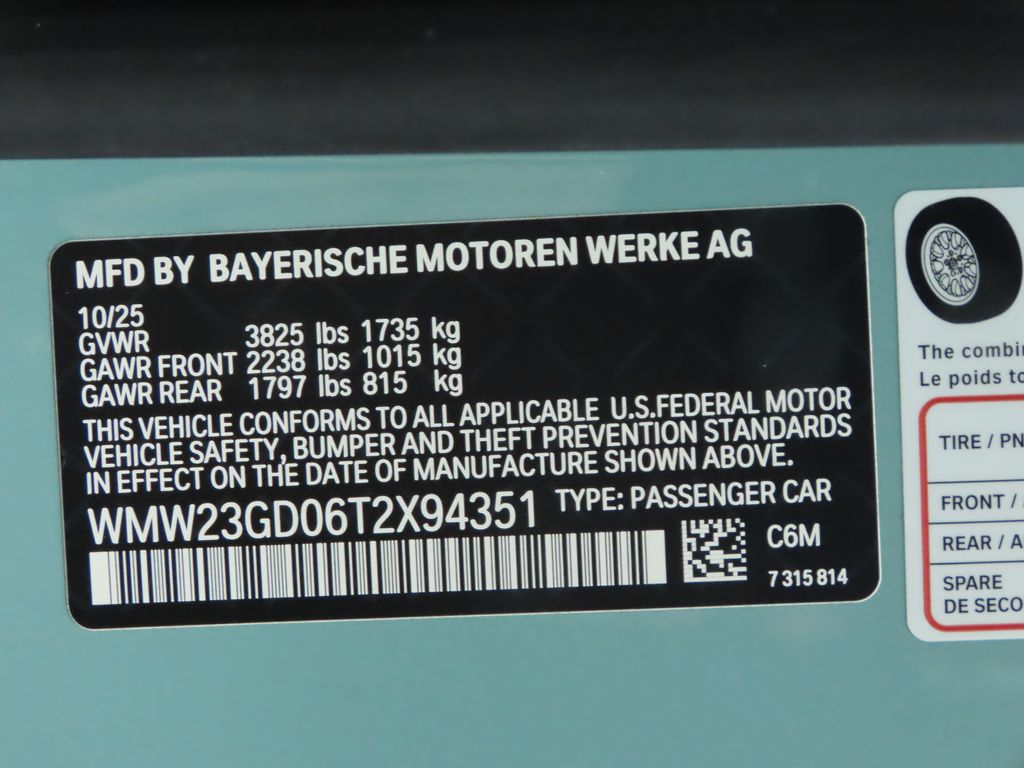 MFD BY BAYERISCHE MOTOREN WERKE AG
10/25
GVWR 3825 lbs 1735 kg
GAWR FRONT 2238 lbs 1015 kg
GAWR REAR 1797 lbs 815 kg
THIS VEHICLE CONFORMS TO ALL APPLICABLE U.S.FEDERAL MOTOR
VEHICLE SAFETY, BUMPER AND THEFT PREVENTION STANDARDS
IN EFFECT ON THE DATE OF MANUFACTURE SHOWN ABOVE.
WMW23GD06T2X94351 TYPE: PASSENGER CAR
C6M
7 315 814
The combin
Le poids to
TIRE / PN
FRONT /
REAR / A
SPARE
DE SECO